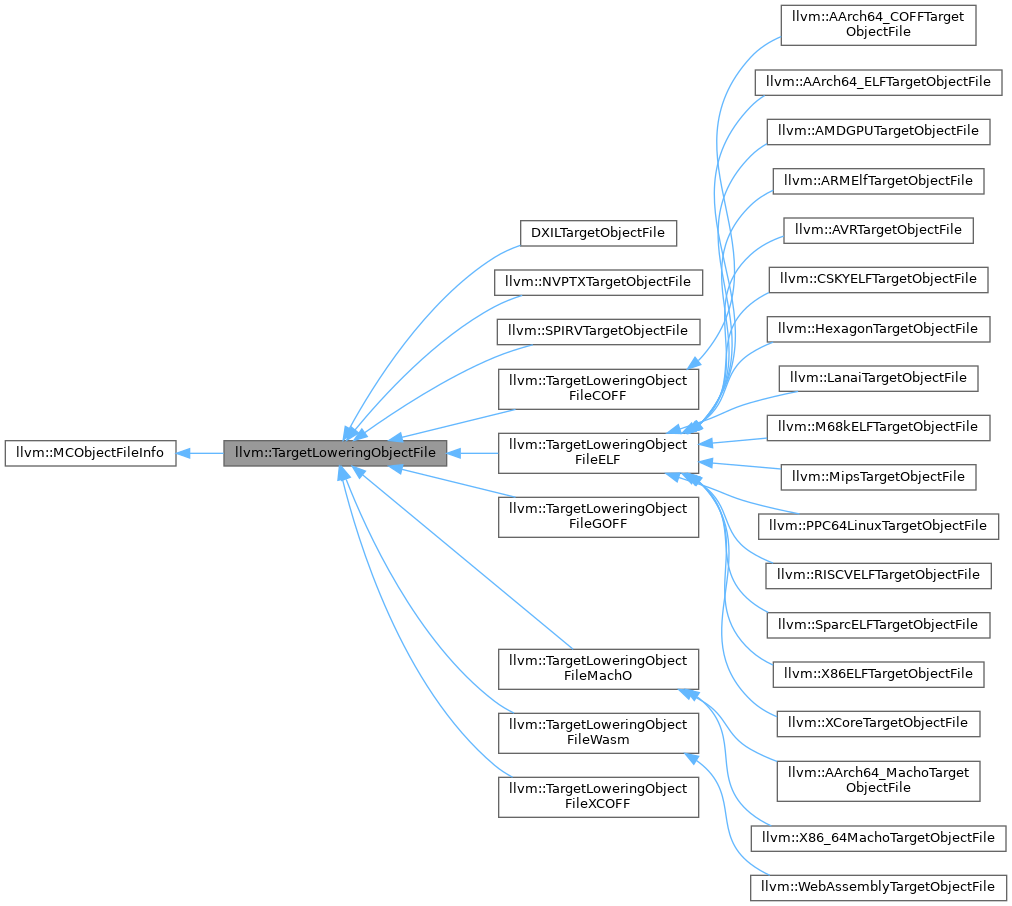 llvm::MCObjectFileInfo
llvm::TargetLoweringObjectFile
DXILTargetObjectFile
llvm::NVPTXTargetObjectFile
llvm::SPIRVTargetObjectFile
llvm::TargetLoweringObject
FileCOFF
llvm::TargetLoweringObject
FileELF
llvm::TargetLoweringObject
FileGOFF
llvm::TargetLoweringObject
FileMachO
llvm::TargetLoweringObject
FileWasm
llvm::TargetLoweringObject
FileXCOFF
llvm::AArch64_COFFTarget
ObjectFile
llvm::AArch64_ELFTargetObjectFile
llvm::AMDGPUTargetObjectFile
llvm::ARMElfTargetObjectFile
llvm::AVRTargetObjectFile
llvm::CSKYELFTargetObjectFile
llvm::HexagonTargetObjectFile
llvm::LanaiTargetObjectFile
llvm::M68kELFTargetObjectFile
llvm::MipsTargetObjectFile
llvm::PPC64LinuxTargetObjectFile
llvm::RISCVELFTargetObjectFile
llvm::SparcELFTargetObjectFile
llvm::X86ELFTargetObjectFile
llvm::XCoreTargetObjectFile
llvm::AArch64_MachoTarget
ObjectFile
llvm::X86_64MachoTargetObjectFile
llvm::WebAssemblyTargetObjectFile